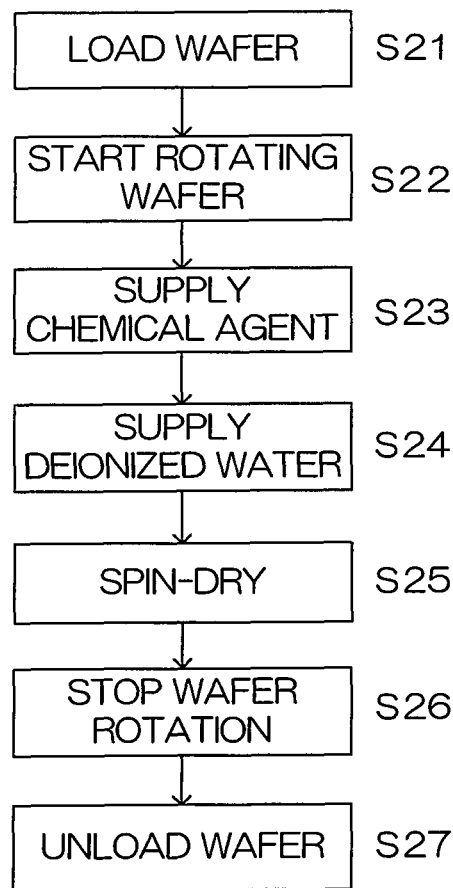 LOAD WAFER S21
START ROTATING
WAFER S22
SUPPLY
CHEMICAL AGENT S23
SUPPLY
DEIONIZED WATER S24
SPIN-DRY S25
STOP WAFER
ROTATION S26
UNLOAD WAFER S27